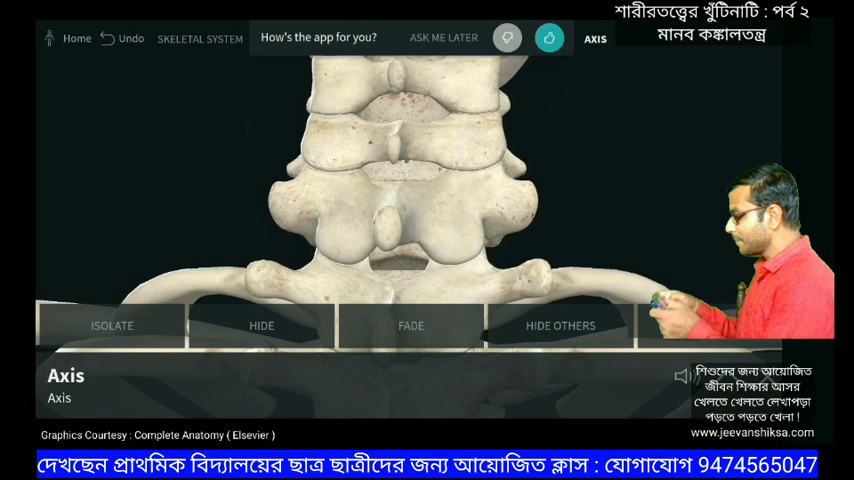 শারীরতত্ত্বের খুঁটিনাটি : পর্ব ২
মানব কঙ্কালতন্ত্র
Home Undo SKELETAL SYSTEM How's the app for you? ASK ME LATER AXIS
ISOLATE HIDE FADE HIDE OTHERS
Axis
Axis
শিশুদের জন্য আয়োজিত
জীবন শিক্ষার আসর
খেলতে খেলতে লেখাপড়া
পড়তে পড়তে খেলা !
www.jeevanshiksa.com
Graphics Courtesy : Complete Anatomy ( Elsevier )
দেখছেন প্রাথমিক বিদ্যালয়ের ছাত্র ছাত্রীদের জন্য আয়োজিত ক্লাস : যোগাযোগ 9474565047